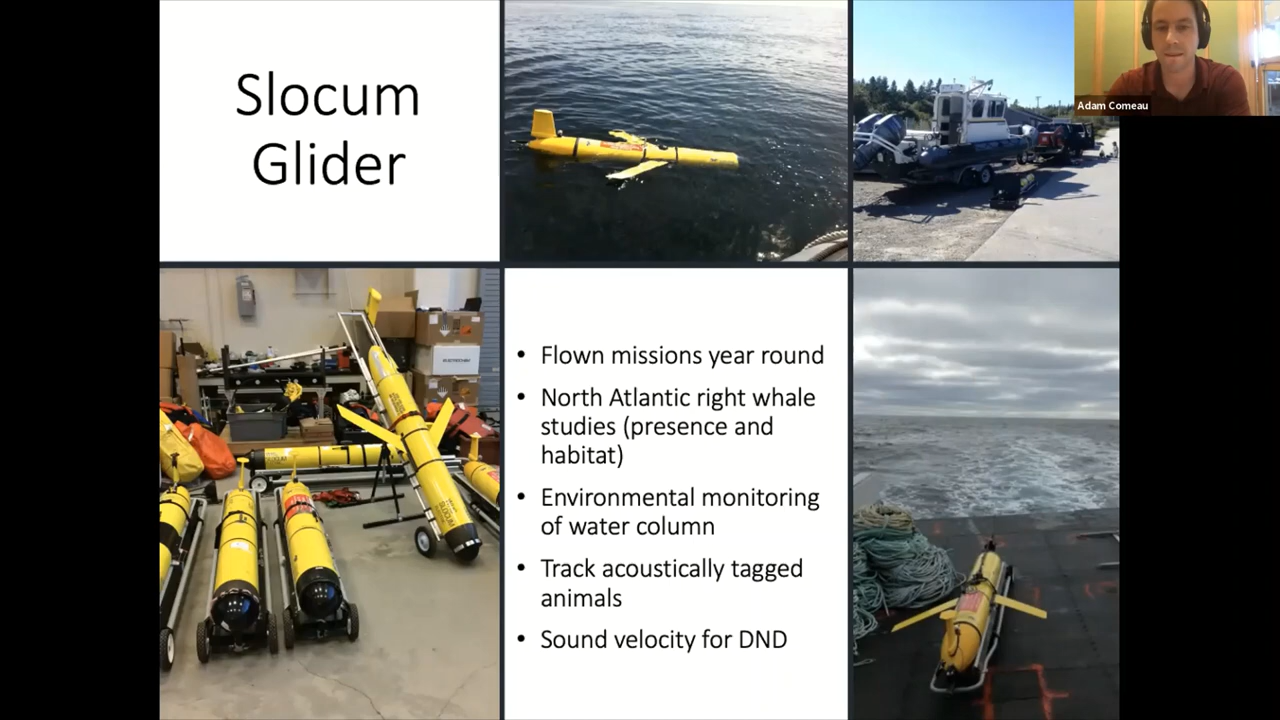 Slocum
Glider
Adam Comeau
• Flown missions year round
• North Atlantic right whale
studies (presence and
habitat)
• Environmental monitoring
of water column
• Track acoustically tagged
animals
• Sound velocity for DND